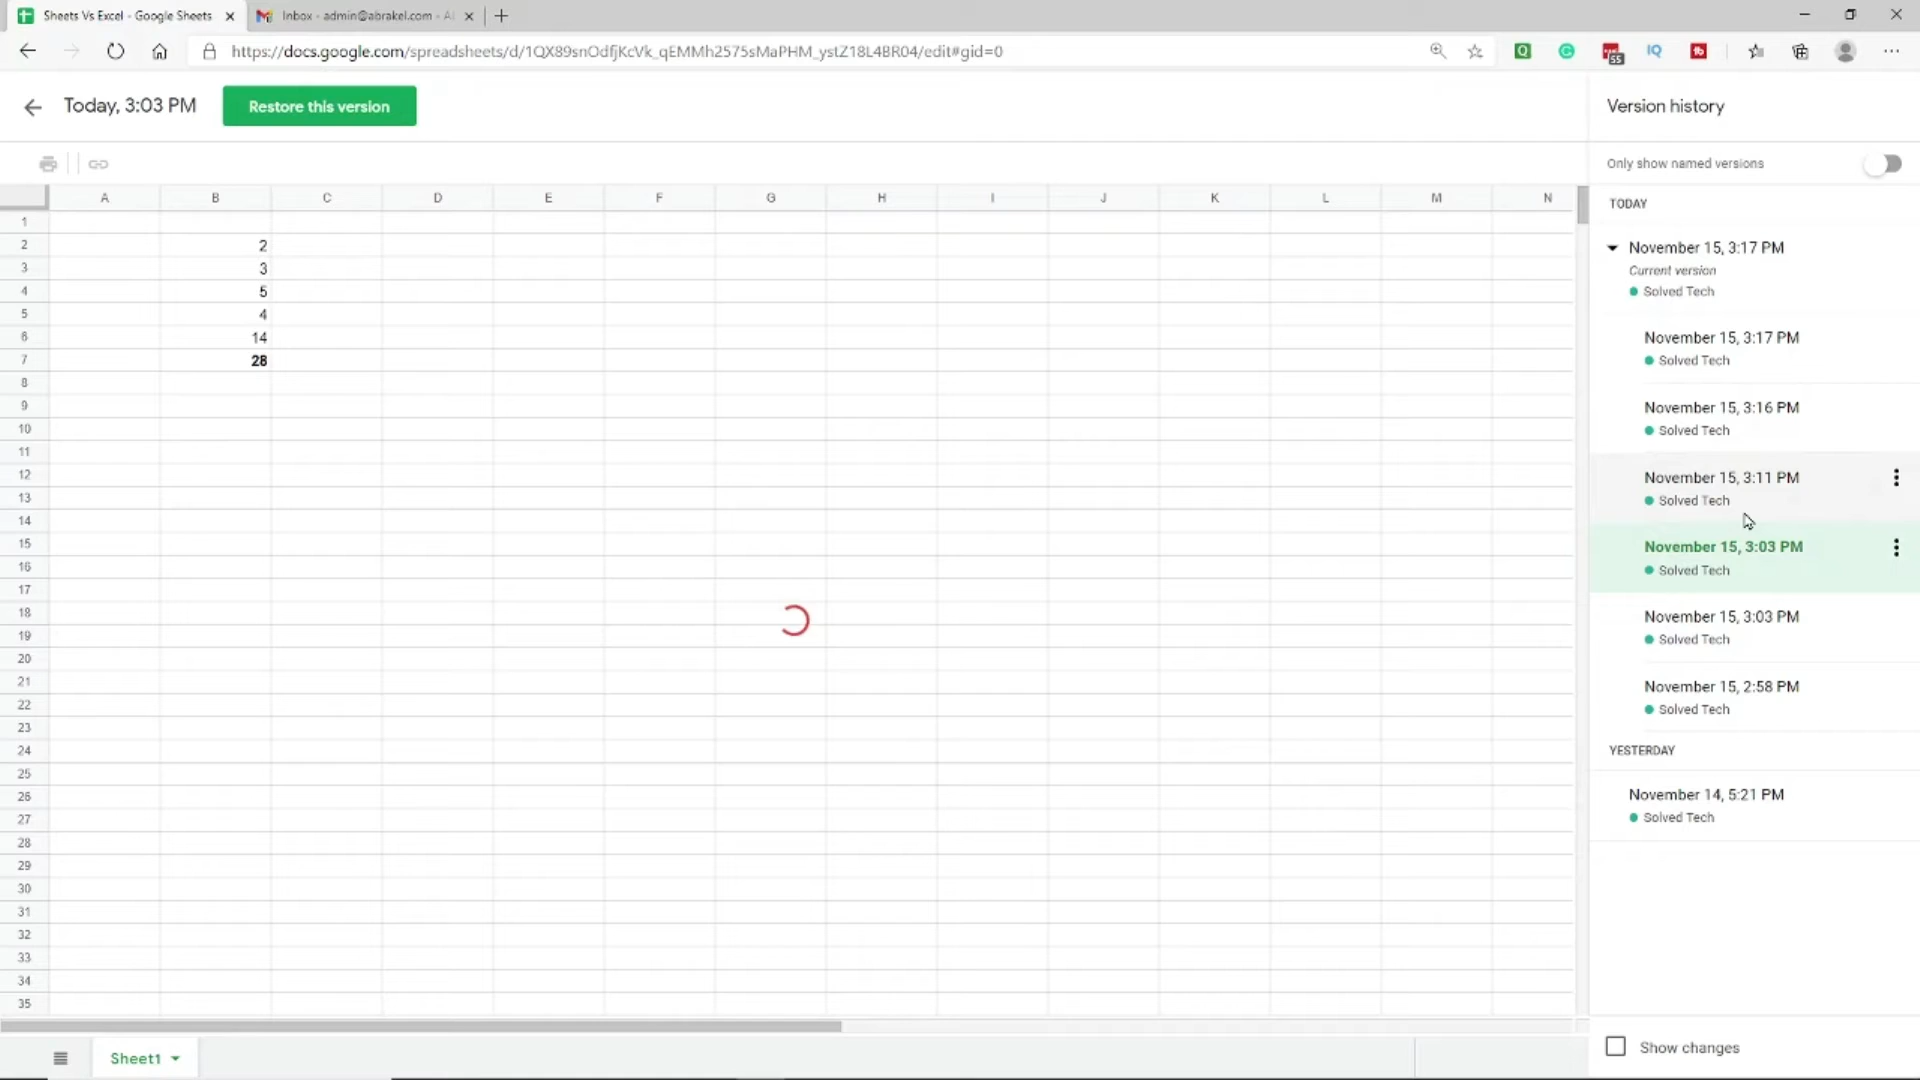 Sheets Vs Excel - Google Sheets
Inbox - admin@abrakel.com - Al
https://docs.google.com/spreadsheets/d/1QX89snOdfjKcVk_qEMMh2575sMaPHM_ystZ18L4BR04/edit#gid=0
Q
55
IQ
Today, 3:03 PM
Restore this version
Version history
Only show named versions
A B C D E F G H I J K L M N
1
2 2
3 3
4 5
5 4
6 14
7 28
8
9
10
11
12
13
14
15
16
17
18
19
20
21
22
23
24
25
26
27
28
29
30
31
32
33
34
35
TODAY
November 15, 3:17 PM
Current version
Solved Tech
November 15, 3:17 PM
Solved Tech
November 15, 3:16 PM
Solved Tech
November 15, 3:11 PM
Solved Tech
November 15, 3:03 PM
Solved Tech
November 15, 3:03 PM
Solved Tech
November 15, 2:58 PM
Solved Tech
YESTERDAY
November 14, 5:21 PM
Solved Tech
Sheet1
Show changes